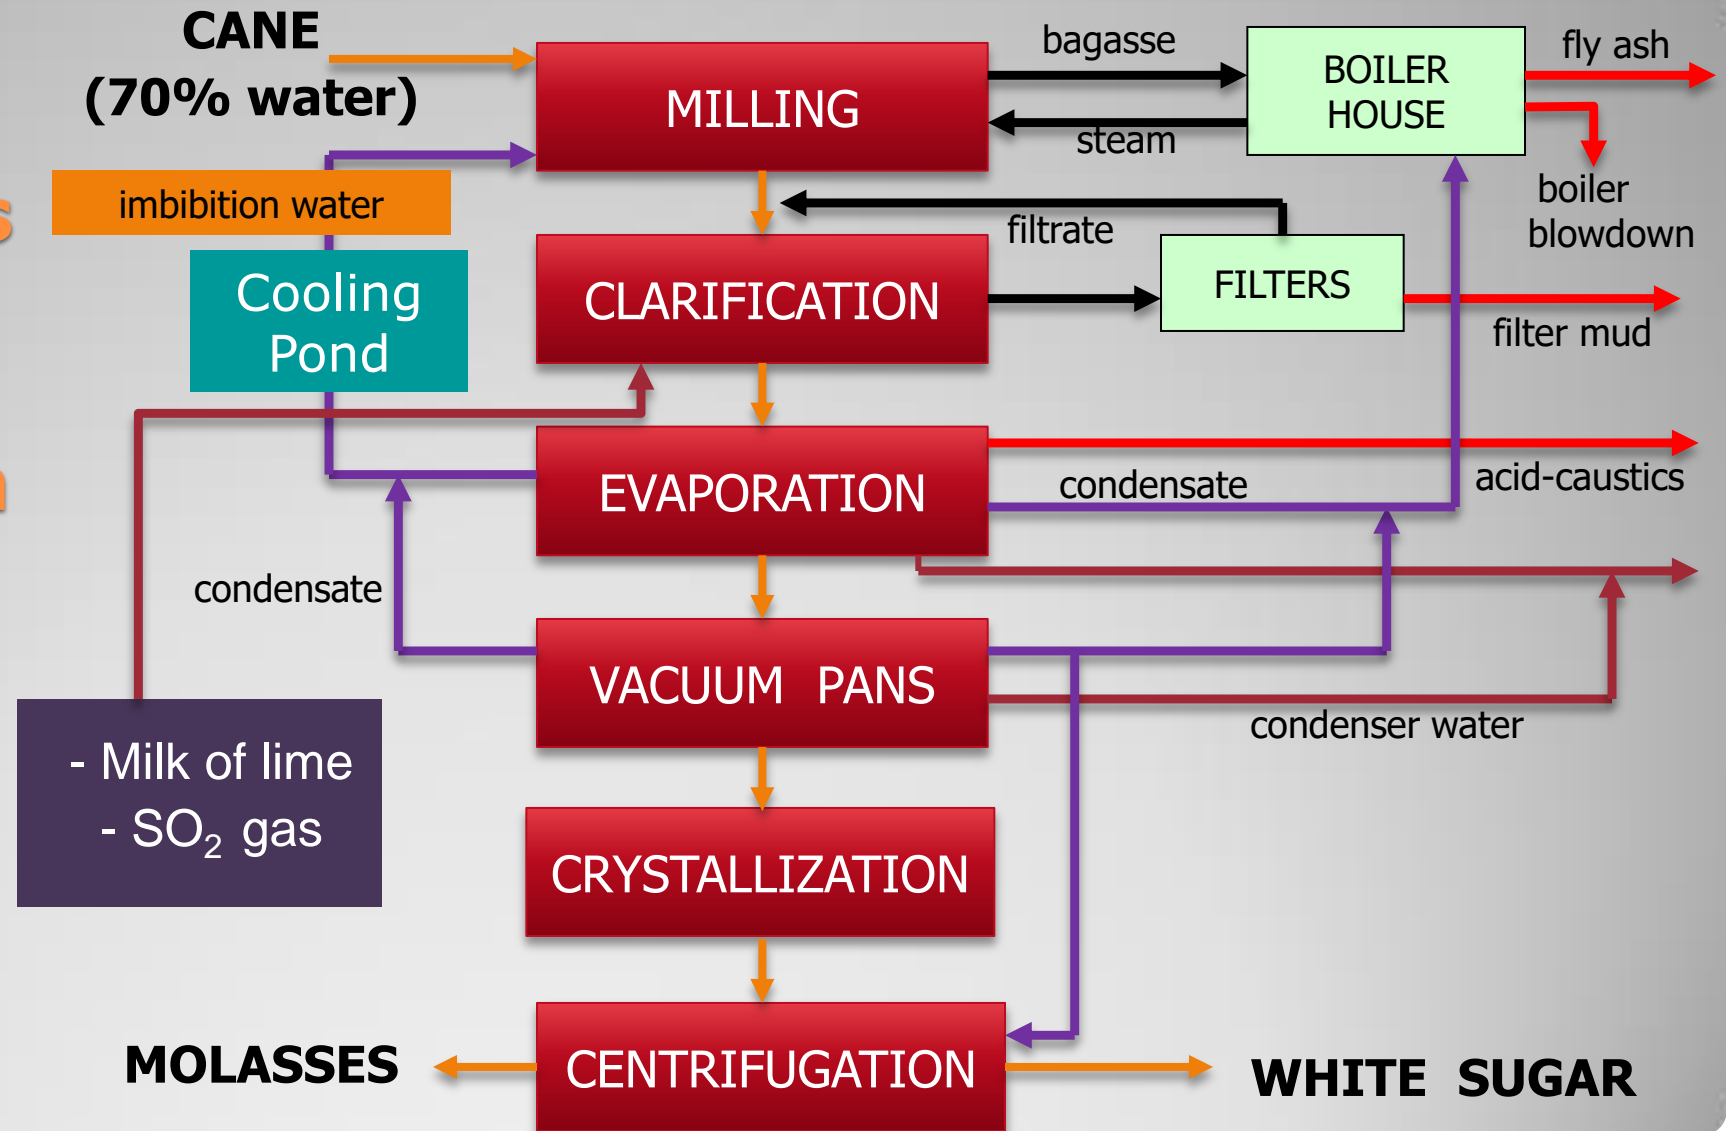 CANE
(70% water)
bagasse
BOILER
HOUSE
fly ash
MILLING
steam
boiler
blowdown
imbibition water
filtrate
Cooling
Pond
CLARIFICATION
FILTERS
filter mud
EVAPORATION
condensate
acid-caustics
condensate
VACUUM PANS
condenser water
- Milk of lime
- SO₂ gas
CRYSTALLIZATION
MOLASSES
CENTRIFUGATION
WHITE SUGAR